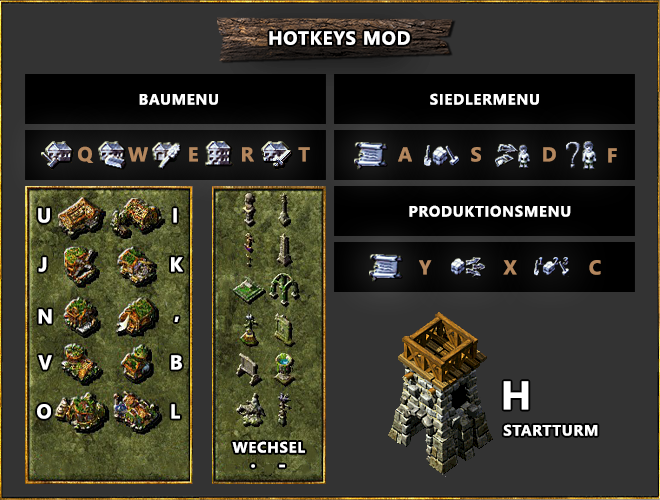 HOTKEYS MOD
BAUMENU
SIEDLERMENU
Q W E R T
A S D F
PRODUKTIONSMENU
Y X C
U I
J K
N ,
V B
O L
WECHSEL
. -
H
STARTTURM